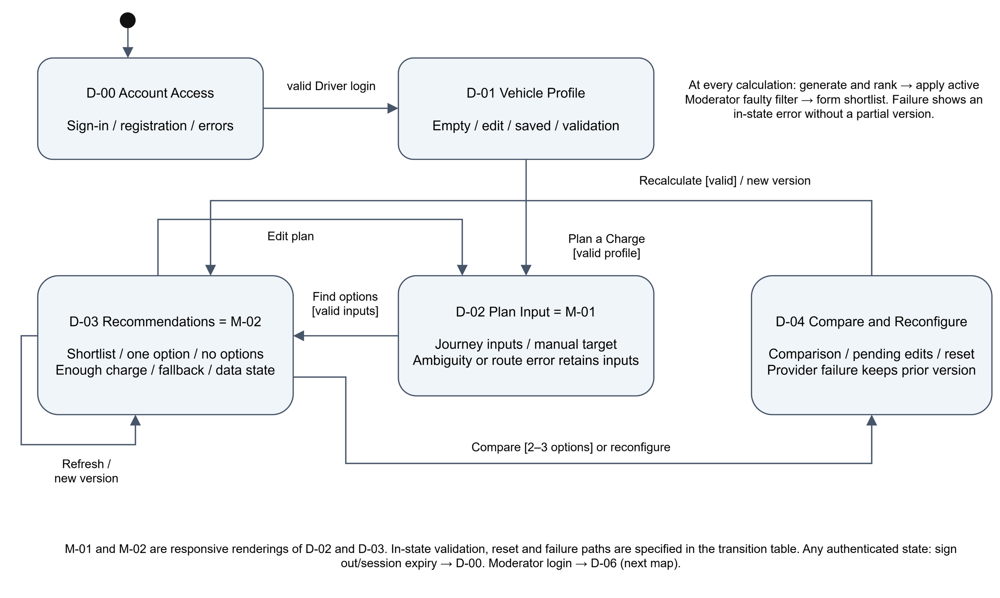 D-00 Account Access
Sign-in / registration / errors
valid Driver login
D-01 Vehicle Profile
Empty / edit / saved / validation
At every calculation: generate and rank → apply active
Moderator faulty filter → form shortlist. Failure shows an
in-state error without a partial version.
Recalculate [valid] / new version
Edit plan
Plan a Charge
[valid profile]
D-03 Recommendations = M-02
Shortlist / one option / no options
Enough charge / fallback / data state
Find options
[valid inputs]
D-02 Plan Input = M-01
Journey inputs / manual target
Ambiguity or route error retains inputs
D-04 Compare and Reconfigure
Comparison / pending edits / reset
Provider failure keeps prior version
Compare [2–3 options] or reconfigure
Refresh /
new version
M-01 and M-02 are responsive renderings of D-02 and D-03. In-state validation, reset and failure paths are specified in the transition table. Any authenticated state: sign
out/session expiry → D-00. Moderator login → D-06 (next map).